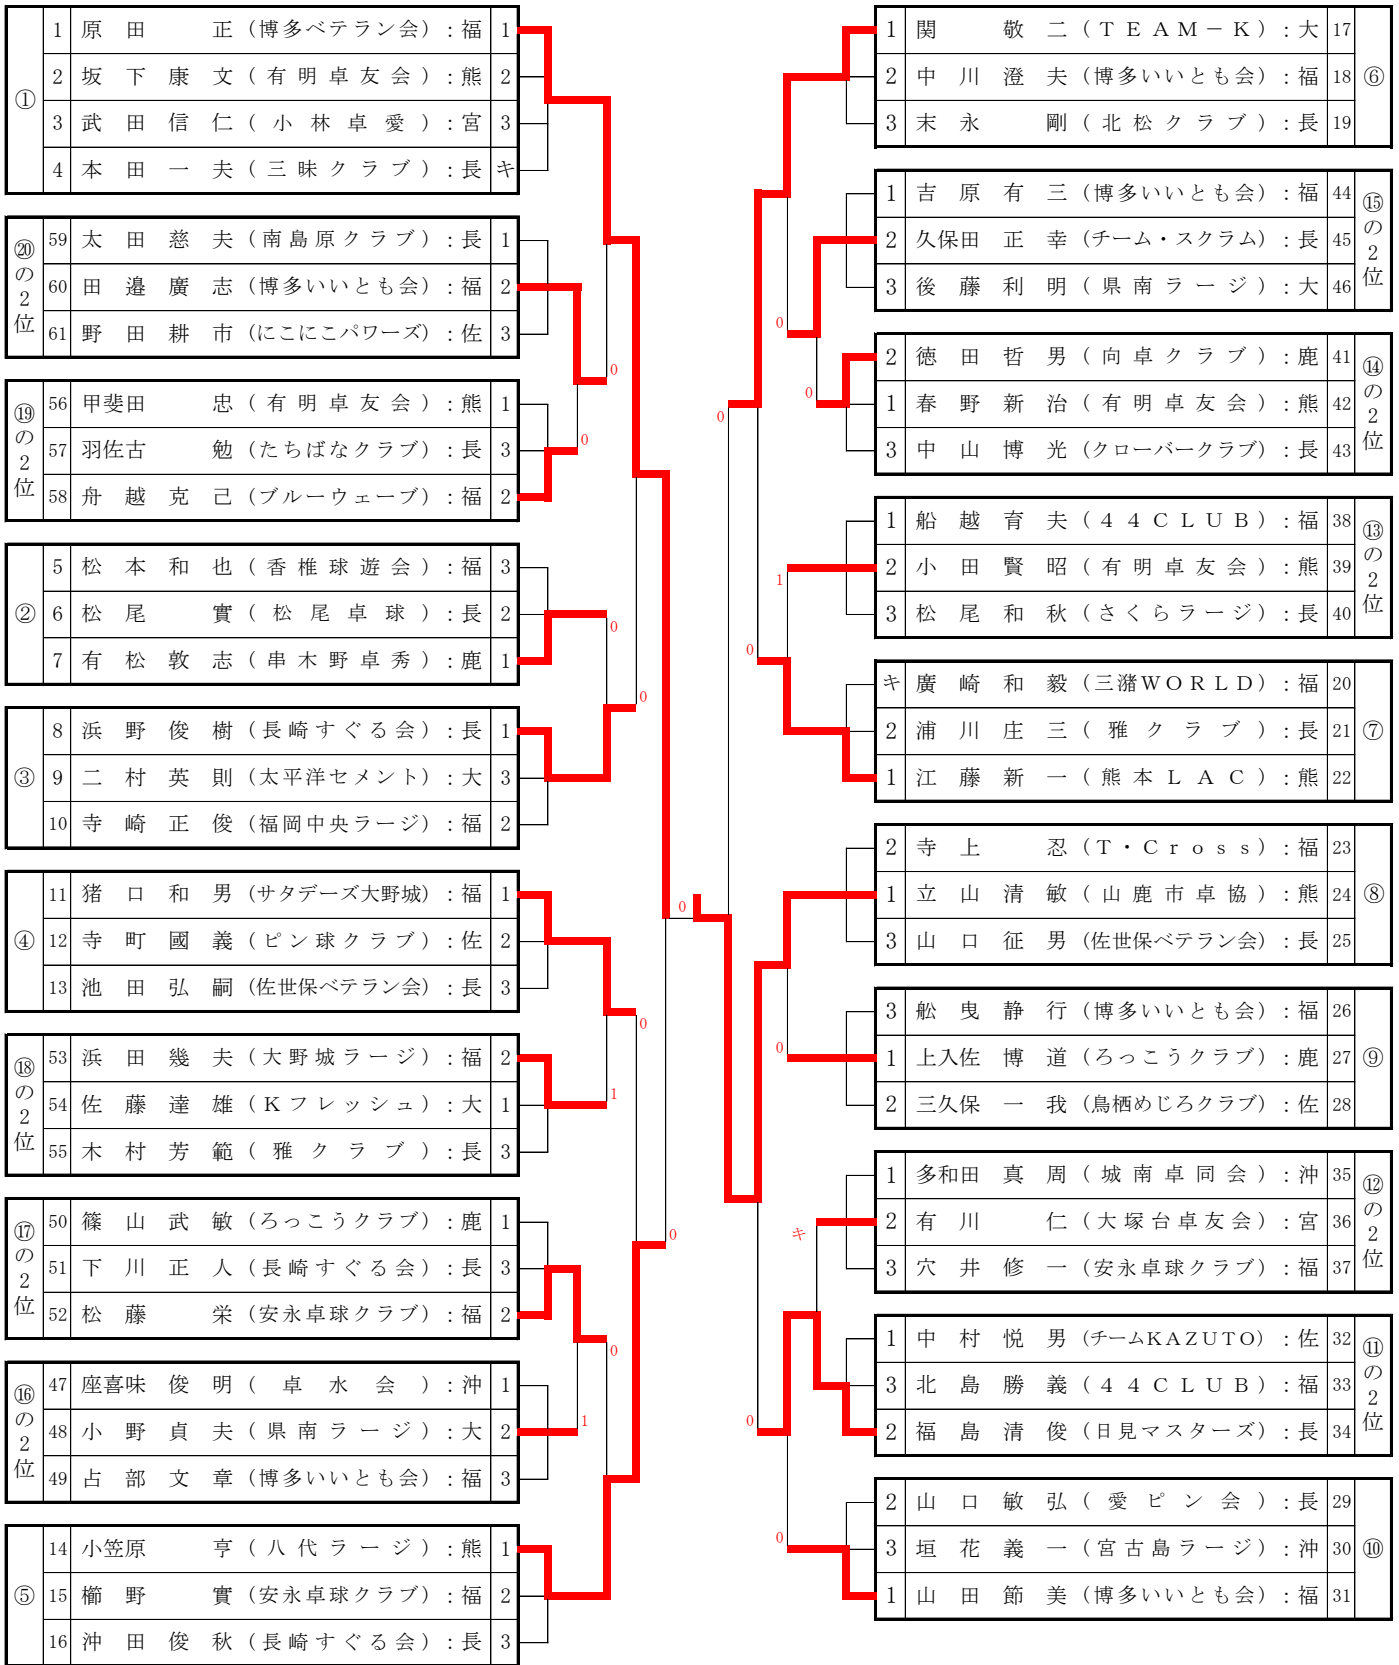 ①
1 原田 正 (博多ベテラン会) : 福 1
2 坂下康文 (有明卓友会) : 熊 2
3 武田信仁 (小林卓愛) : 宮 3
4 本田一夫 (三昧クラブ) : 長 キ
⑳の2位
59 太田慈夫 (南島原クラブ) : 長 1
60 田邉廣志 (博多いいとも会) : 福 2
61 野田耕市 (にこにこパワーズ) : 佐 3
0
⑲の2位
56 甲斐田 忠 (有明卓友会) : 熊 1
57 羽佐古 勉 (たちばなクラブ) : 長 3
58 舟越克己 (ブルーウェーブ) : 福 2
0
②
5 松本和也 (香椎球遊会) : 福 3
6 松尾 實 (松尾卓球) : 長 2
7 有松敦志 (串木野卓秀) : 鹿 1
0
0
③
8 浜野俊樹 (長崎すぐる会) : 長 1
9 二村英則 (太平洋セメント) : 大 3
10 寺崎正俊 (福岡中央ラージ) : 福 2
④
11 猪口和男 (サタデーズ大野城) : 福 1
12 寺町國義 (ピン球クラブ) : 佐 2
13 池田弘嗣 (佐世保ベテラン会) : 長 3
0
0
⑱の2位
53 浜田幾夫 (大野城ラージ) : 福 2
54 佐藤達雄 (Kフレッシュ) : 大 1
55 木村芳範 (雅クラブ) : 長 3
1
⑰の2位
50 篠山武敏 (ろっこうクラブ) : 鹿 1
51 下川正人 (長崎すぐる会) : 長 3
52 松藤 栄 (安永卓球クラブ) : 福 2
0
0
⑯の2位
47 座喜味俊明 (卓水会) : 沖 1
48 小野貞夫 (県南ラージ) : 大 2
49 占部文章 (博多いいとも会) : 福 3
1
⑤
14 小笠原 亨 (八代ラージ) : 熊 1
15 櫛野 實 (安永卓球クラブ) : 福 2
16 沖田俊秋 (長崎すぐる会) : 長 3
1 関 敬二 (TEAM－K) : 大 17
2 中川澄夫 (博多いいとも会) : 福 18
3 末永 剛 (北松クラブ) : 長 19
⑥
1 吉原有三 (博多いいとも会) : 福 44
2 久保田正幸 (チーム・スクラム) : 長 45
3 後藤利明 (県南ラージ) : 大 46
⑮の2位
0
2 徳田哲男 (向卓クラブ) : 鹿 41
1 春野新治 (有明卓友会) : 熊 42
3 中山博光 (クローバークラブ) : 長 43
⑭の2位
0
0
1 船越育夫 (44CLUB) : 福 38
2 小田賢昭 (有明卓友会) : 熊 39
3 松尾和秋 (さくらラージ) : 長 40
⑬の2位
1
0
キ 廣崎和毅 (三潴WORLD) : 福 20
2 浦川庄三 (雅クラブ) : 長 21
1 江藤新一 (熊本LAC) : 熊 22
⑦
2 寺上 忍 (T・Cross) : 福 23
1 立山清敏 (山鹿市卓協) : 熊 24
3 山口征男 (佐世保ベテラン会) : 長 25
⑧
3 舩曳静行 (博多いいとも会) : 福 26
1 上入佐博道 (ろっこうクラブ) : 鹿 27
2 三久保一我 (鳥栖めじろクラブ) : 佐 28
⑨
0
1 多和田真周 (城南卓同会) : 沖 35
2 有川 仁 (大塚台卓友会) : 宮 36
3 穴井修一 (安永卓球クラブ) : 福 37
⑫の2位
キ
1 中村悦男 (チームKAZUTO) : 佐 32
3 北島勝義 (44CLUB) : 福 33
2 福島清俊 (日見マスターズ) : 長 34
⑪の2位
0
2 山口敏弘 (愛ピン会) : 長 29
3 垣花義一 (宮古島ラージ) : 沖 30
1 山田節美 (博多いいとも会) : 福 31
⑩
0